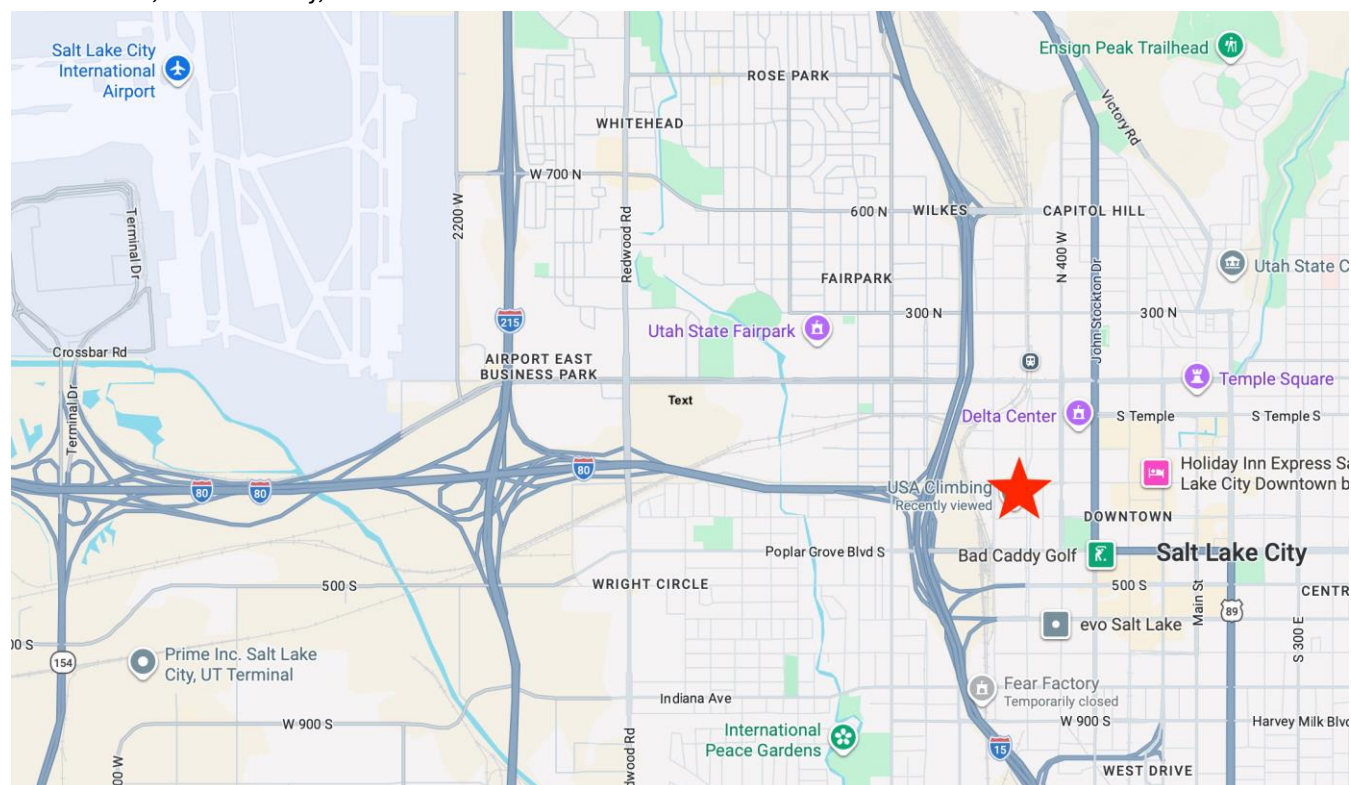 Salt Lake City
International
Airport
Ensign Peak Trailhead
ROSE PARK
Victory Rd
WHITEHEAD
W 700 N
2200 W
Redwood Rd
600 N
WILKES
CAPITOL HILL
Terminal Dr
N 400 W
Utah State C
FAIRPARK
John Stockton Dr
300 N
300 N
215
Utah State Fairpark
Crossbar Rd
AIRPORT EAST
BUSINESS PARK
Temple Square
Text
Terminal Dr
Delta Center
S Temple
S Temple S
80
80
80
USA Climbing
Recently viewed
Holiday Inn Express Sa
Lake City Downtown b
DOWNTOWN
Poplar Grove Blvd S
Bad Caddy Golf
Salt Lake City
500 S
WRIGHT CIRCLE
500 S
Main St
CENTR
89
evo Salt Lake
S 300 E
00 S
154
Prime Inc. Salt Lake
City, UT Terminal
Fear Factory
Temporarily closed
Indiana Ave
W 900 S
W 900 S
Harvey Milk Blvd
International
Peace Gardens
15
00 W
edwood Rd
WEST DRIVE